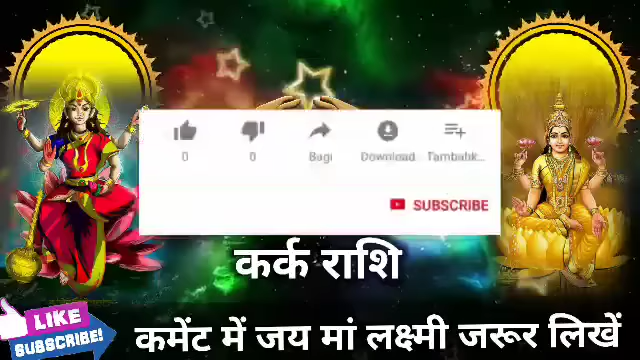 0 0 Bagi Download Tambahk...
SUBSCRIBE
कर्क राशि
LIKE
SUBSCRIBE!
कमेंट में जय मां लक्ष्मी जरूर लिखें